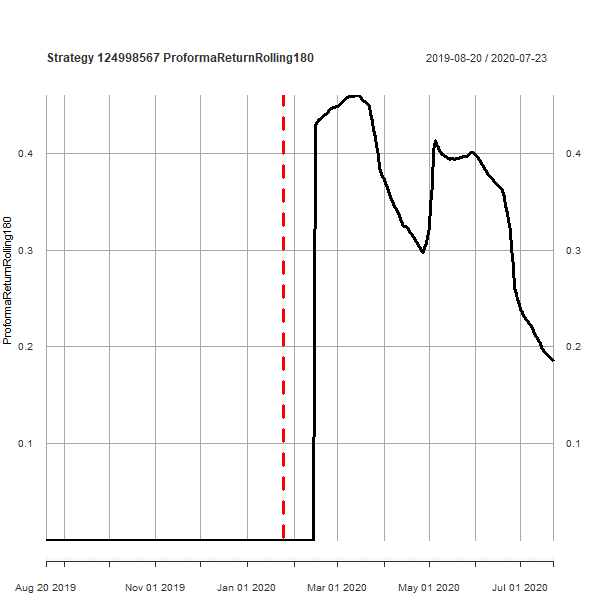 Strategy 124998567 ProformaReturnRolling180
2019-08-20 / 2020-07-23
ProformaReturnRolling180
0.4 0.4
0.3 0.3
0.2 0.2
0.1 0.1
Aug 20 2019 Nov 01 2019 Jan 01 2020 Mar 01 2020 May 01 2020 Jul 01 2020